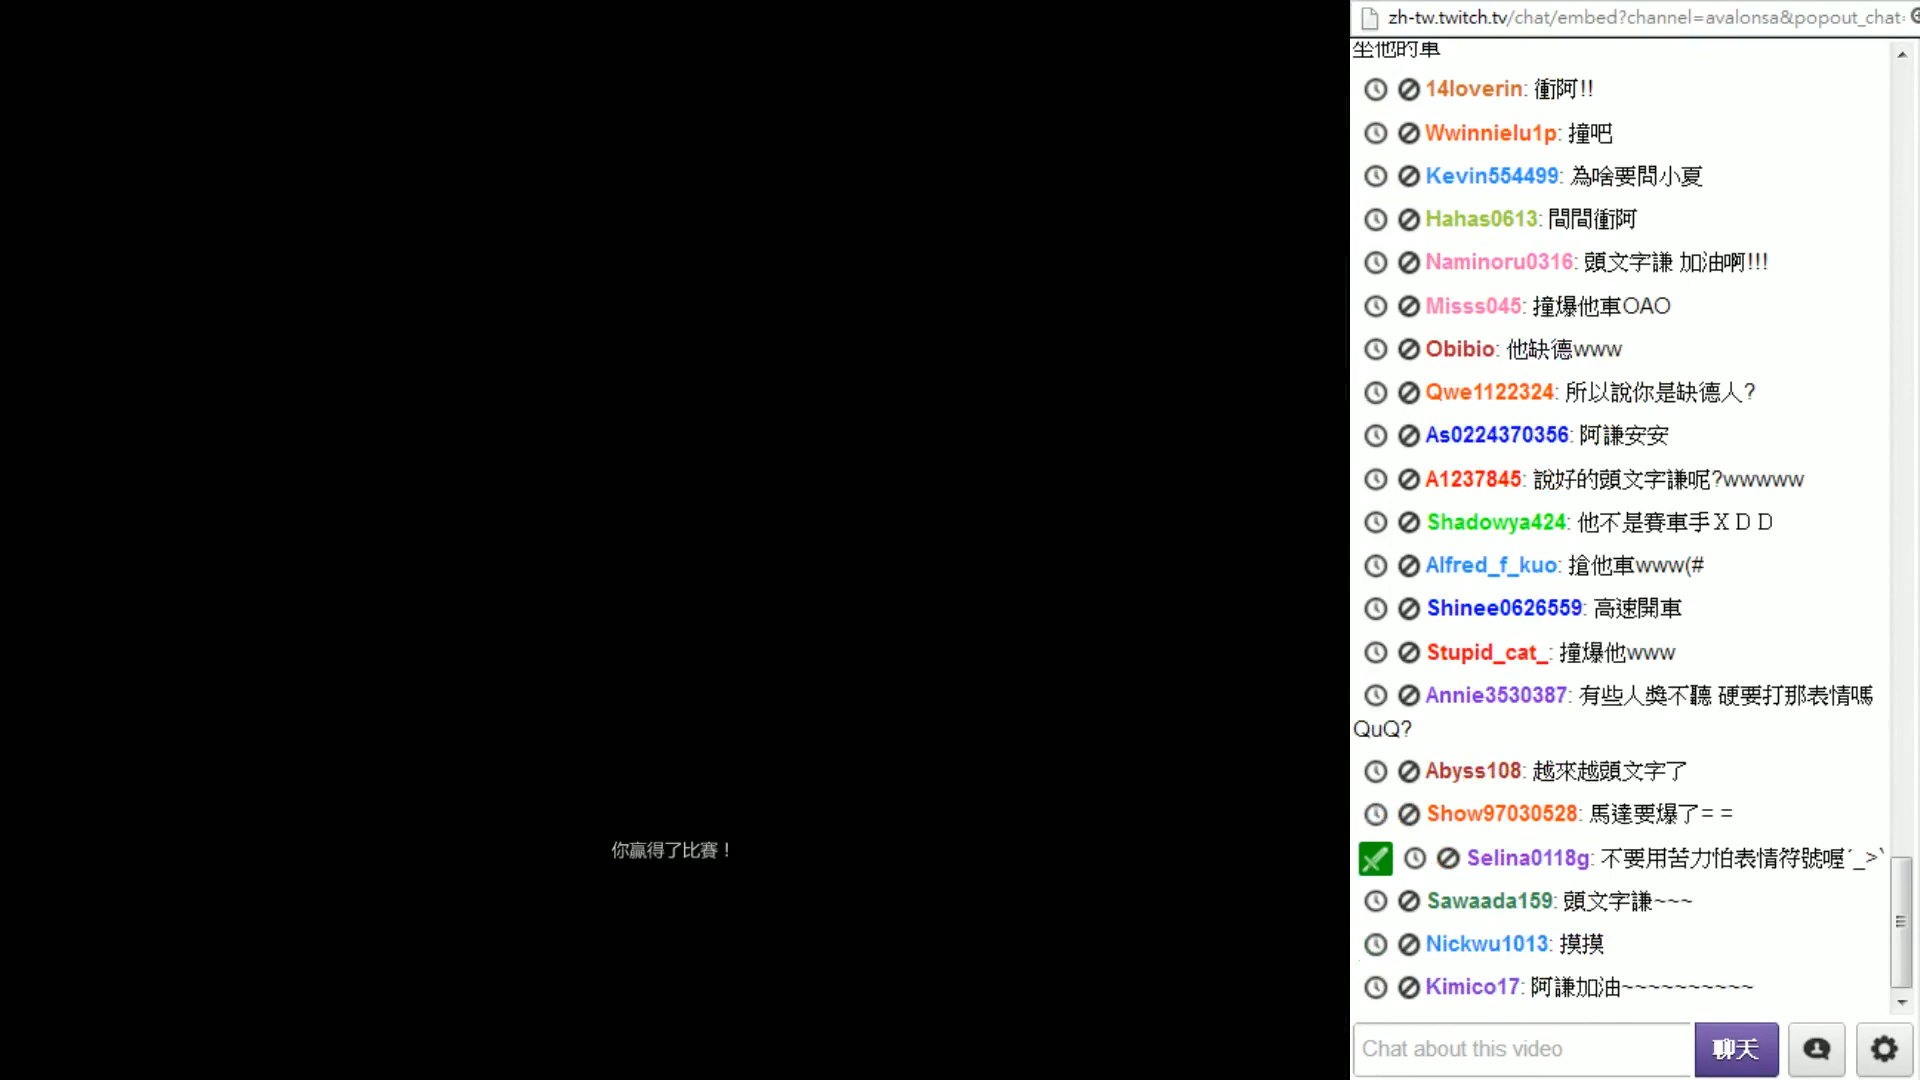 zh-tw.twitch.tv/chat/embed?channel=avalonsa&popout_chat
坐他的車
14loverin: 衝阿!!
Wwinnielu1p: 撞吧
Kevin554499: 為啥要問小夏
Hahas0613: 間間衝阿
Naminoru0316: 頭文字謙 加油啊!!!
Misss045: 撞爆他車OAO
Obibio: 他缺德www
Qwe1122324: 所以說你是缺德人?
As0224370356: 阿謙安安
A1237845: 說好的頭文字謙呢?wwwww
Shadowya424: 他不是賽車手ＸＤＤ
Alfred_f_kuo: 搶他車www(#
Shinee0626559: 高速開車
Stupid_cat_: 撞爆他www
Annie3530387: 有些人獎不聽 硬要打那表情嗎
QuQ?
Abyss108: 越來越頭文字了
Show97030528: 馬達要爆了= =
Selina0118g: 不要用苦力怕表情符號喔ˊ_>ˋ
Sawaada159: 頭文字謙~~~
Nickwu1013: 摸摸
Kimico17: 阿謙加油~~~~~~~~~~
你贏得了比賽！
Chat about this video
聊天